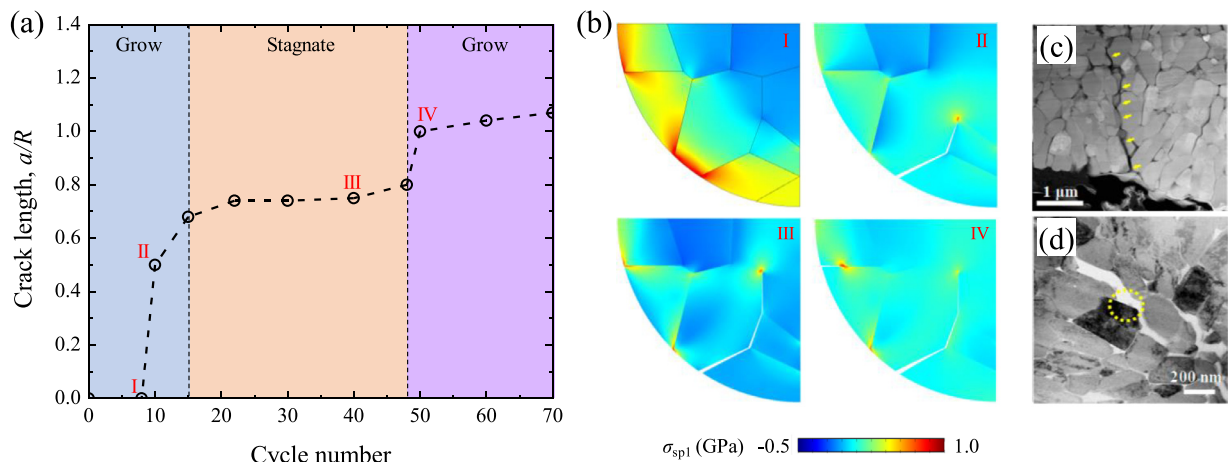 (a)
1.4
1.2
1.0
0.8
0.6
0.4
0.2
0.0
Crack length, a/R
Grow
Stagnate
Grow
I
II
III
IV
0
10
20
30
40
50
60
70
Cycle number
(b)
I
II
III
IV
σsp1 (GPa)
-0.5
1.0
(c)
1 μm
(d)
200 nm